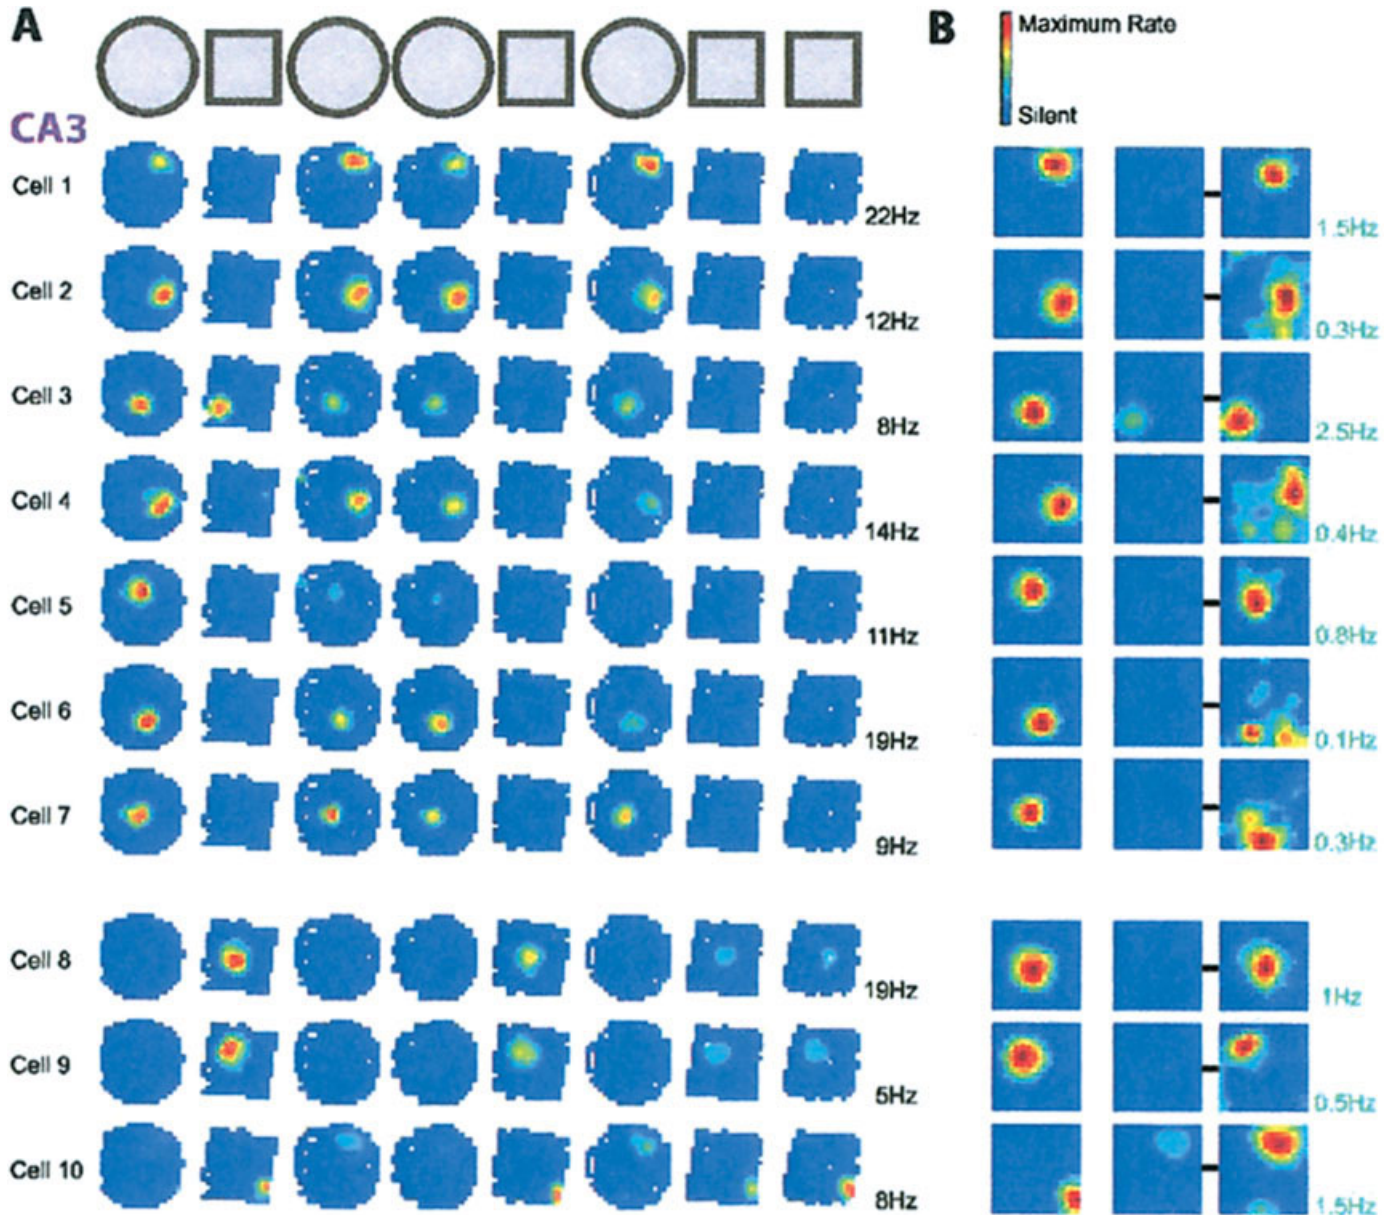 A
B
Maximum Rate
Silent
CA3
Cell 1
22Hz
1.5Hz
Cell 2
12Hz
0.3Hz
Cell 3
8Hz
2.5Hz
Cell 4
14Hz
0.4Hz
Cell 5
11Hz
0.8Hz
Cell 6
19Hz
0.1Hz
Cell 7
9Hz
0.3Hz
Cell 8
19Hz
1Hz
Cell 9
5Hz
0.5Hz
Cell 10
8Hz
1.5Hz